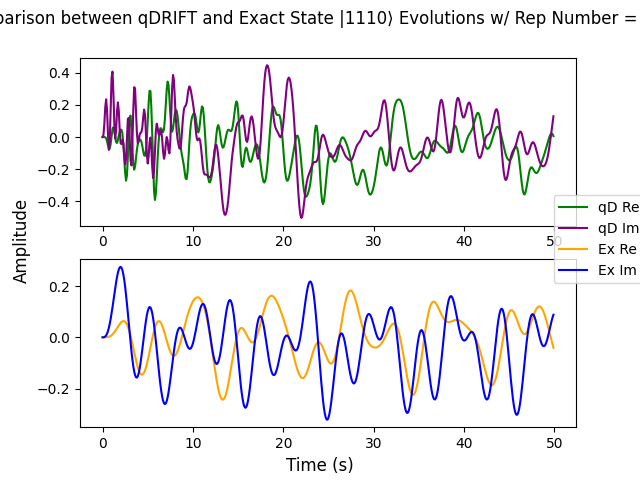 parison between qDRIFT and Exact State |1110⟩ Evolutions w/ Rep Number =
0.4
0.2
0.0
−0.2
−0.4
0
10
20
30
40
50
qD Re
qD Im
Ex Re
Ex Im
Amplitude
0.2
0.0
−0.2
0
10
20
30
40
50
Time (s)